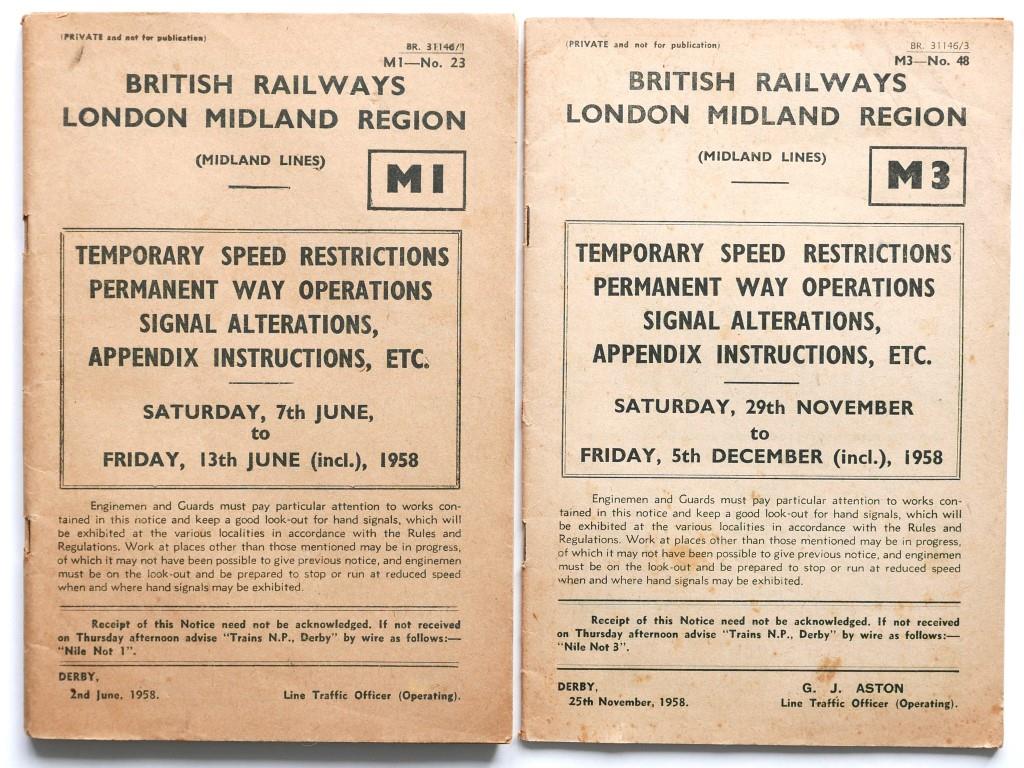 (PRIVATE and not for publication)
BR. 31146/1
M1—No. 23
BRITISH RAILWAYS
LONDON MIDLAND REGION
(MIDLAND LINES)
M1
TEMPORARY SPEED RESTRICTIONS
PERMANENT WAY OPERATIONS
SIGNAL ALTERATIONS,
APPENDIX INSTRUCTIONS, ETC.
SATURDAY, 7th JUNE,
to
FRIDAY, 13th JUNE (incl.), 1958
Enginemen and Guards must pay particular attention to works con-
tained in this notice and keep a good look-out for hand signals, which will
be exhibited at the various localities in accordance with the Rules and
Regulations. Work at places other than those mentioned may be in progress,
of which it may not have been possible to give previous notice, and enginemen
must be on the look-out and be prepared to stop or run at reduced speed
when and where hand signals may be exhibited.
Receipt of this Notice need not be acknowledged. If not received
on Thursday afternoon advise "Trains N.P., Derby" by wire as follows:—
"Nile Not 1".
DERBY,
2nd June, 1958.
Line Traffic Officer (Operating).
(PRIVATE and not for publication)
BR. 31146/3
M3—No. 48
BRITISH RAILWAYS
LONDON MIDLAND REGION
(MIDLAND LINES)
M3
TEMPORARY SPEED RESTRICTIONS
PERMANENT WAY OPERATIONS
SIGNAL ALTERATIONS,
APPENDIX INSTRUCTIONS, ETC.
SATURDAY, 29th NOVEMBER
to
FRIDAY, 5th DECEMBER (incl.), 1958
Enginemen and Guards must pay particular attention to works con-
tained in this notice and keep a good look-out for hand signals, which will
be exhibited at the various localities in accordance with the Rules and
Regulations. Work at places other than those mentioned may be in progress,
of which it may not have been possible to give previous notice, and enginemen
must be on the look-out and be prepared to stop or run at reduced speed
when and where hand signals may be exhibited.
Receipt of this Notice need not be acknowledged. If not received
on Thursday afternoon advise "Trains N.P., Derby" by wire as follows:—
"Nile Not 3".
DERBY,
25th November, 1958.
G. J. ASTON
Line Traffic Officer (Operating).